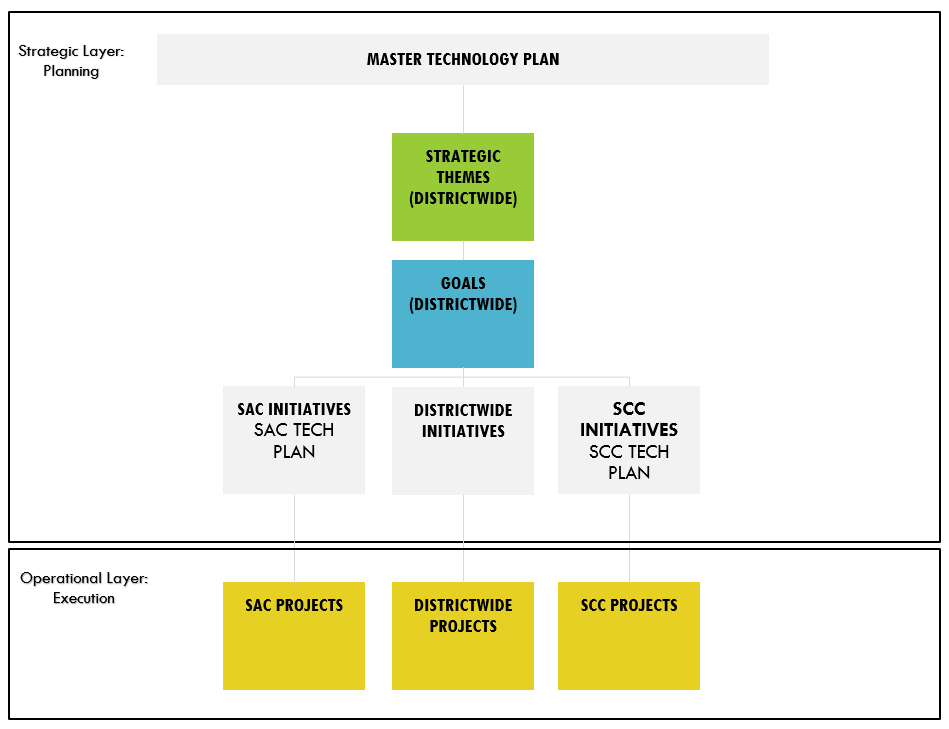 Strategic Layer:
Planning
MASTER TECHNOLOGY PLAN
STRATEGIC
THEMES
(DISTRICTWIDE)
GOALS
(DISTRICTWIDE)
SAC INITIATIVES
SAC TECH
PLAN
DISTRICTWIDE
INITIATIVES
SCC
INITIATIVES
SCC TECH
PLAN
Operational Layer:
Execution
SAC PROJECTS
DISTRICTWIDE
PROJECTS
SCC PROJECTS